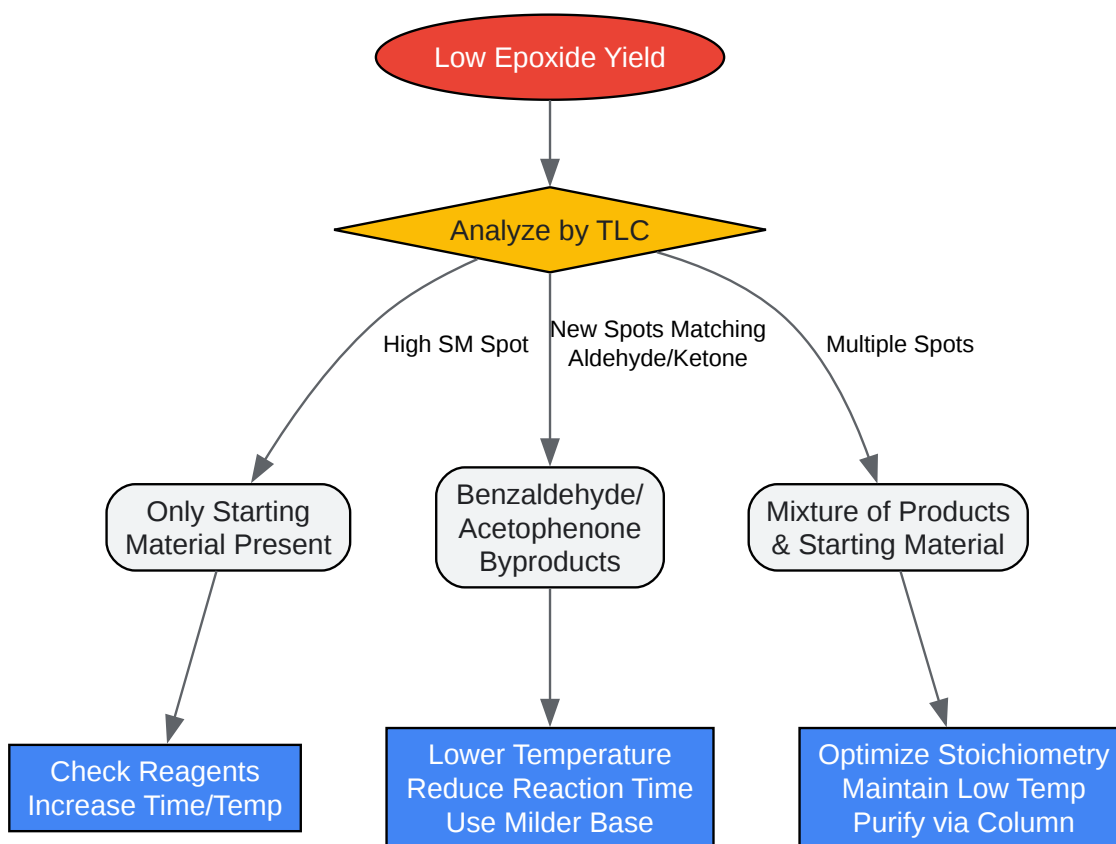 Low Epoxide Yield
Analyze by TLC
High SM Spot
New Spots Matching
Aldehyde/Ketone
Multiple Spots
Only Starting
Material Present
Benzaldehyde/
Acetophenone
Byproducts
Mixture of Products
& Starting Material
Check Reagents
Increase Time/Temp
Lower Temperature
Reduce Reaction Time
Use Milder Base
Optimize Stoichiometry
Maintain Low Temp
Purify via Column